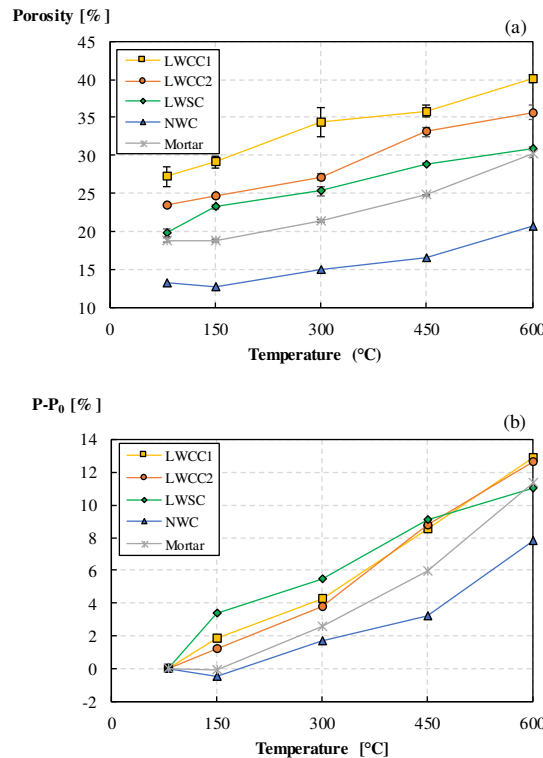 Porosity [%]
(a)
45
40
35
30
25
20
15
10
LWCC1
LWCC2
LWSC
NWC
Mortar
0
150
300
450
600
Temperature (°C)
P-P0 [%]
(b)
14
12
10
8
6
4
2
0
-2
LWCC1
LWCC2
LWSC
NWC
Mortar
0
150
300
450
600
Temperature [°C]